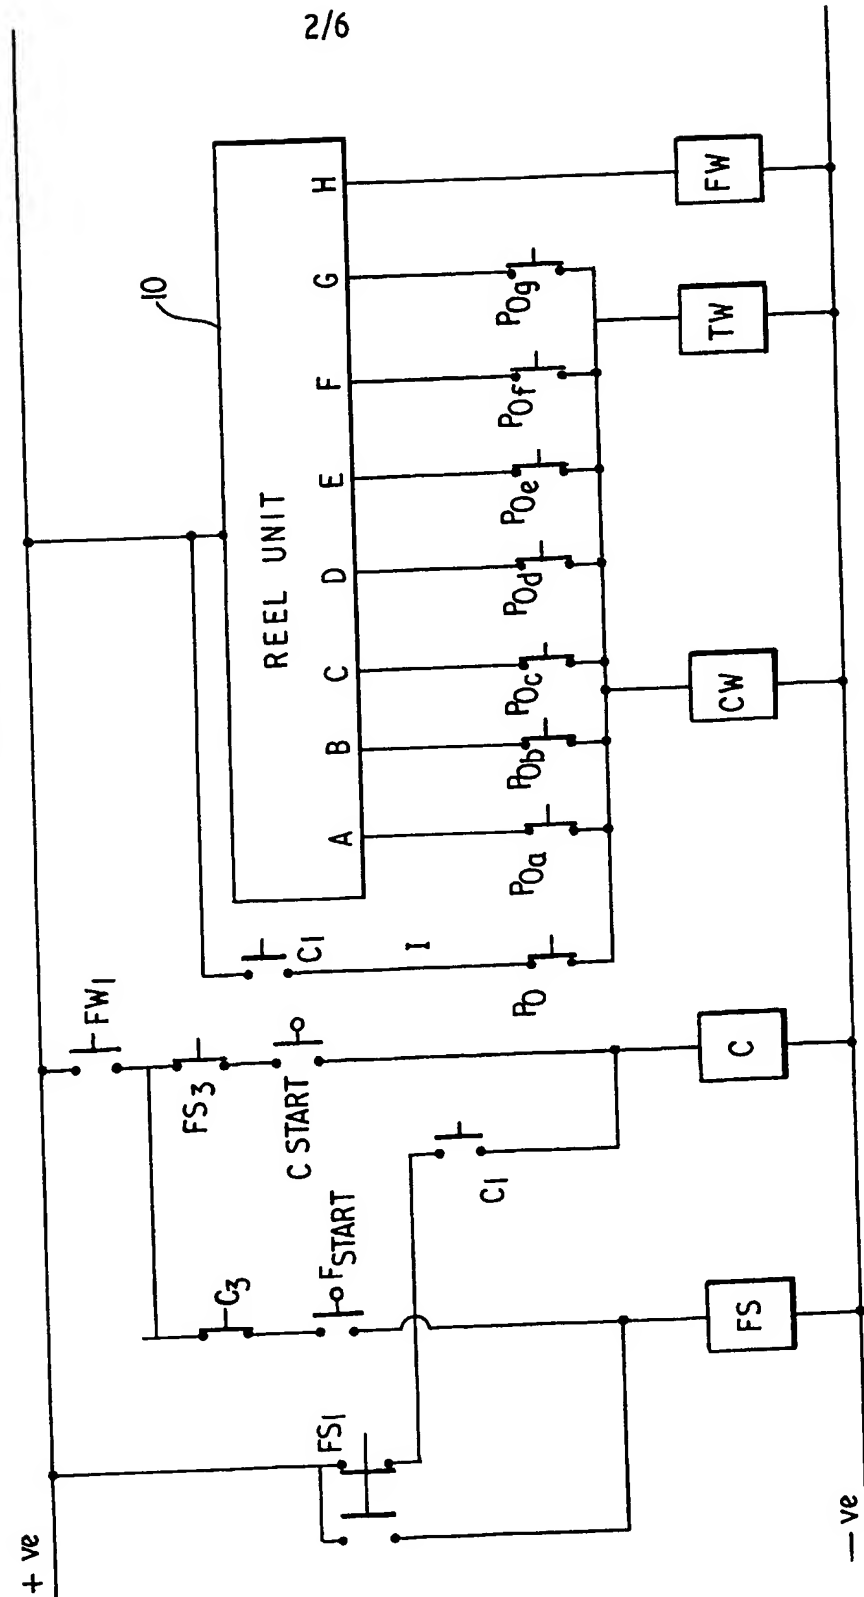 2/6
+ ve
10
REEL UNIT
A B C D E F G H
FW1
FS3
C START
C3
FSTART
FS1
C1
C1
I
P0
P0a
P0b
P0c
P0d
P0e
P0f
P0g
FS
C
CW
TW
FW
– ve